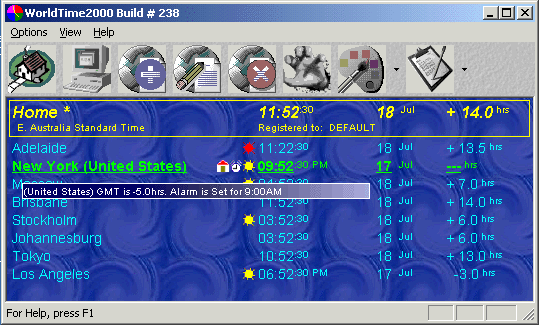 WorldTime2000 Build # 238
Options View Help
Home * 11:52:30 18 Jul + 14.0 hrs
E. Australia Standard Time Registered to: DEFAULT
Adelaide 11:22:30 18 Jul + 13.5 hrs
New York (United States) 09:52:30 PM 17 Jul --- hrs
18 Jul + 7.0 hrs
(United States) GMT is -5.0hrs. Alarm is Set for 9:00AM
Brisbane 11:52:30 18 Jul + 14.0 hrs
Stockholm 03:52:30 18 Jul + 6.0 hrs
Johannesburg 03:52:30 18 Jul + 6.0 hrs
Tokyo 10:52:30 18 Jul + 13.0 hrs
Los Angeles 06:52:30 PM 17 Jul -3.0 hrs
For Help, press F1